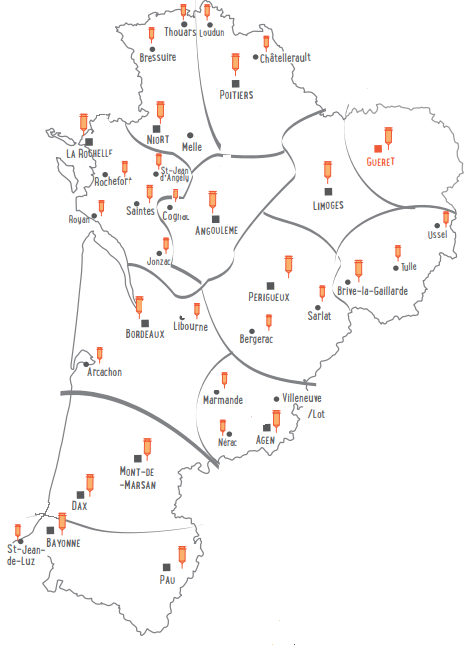 Thouars
Loudun
Bressuire
Châtellerault
POITIERS
NIORT
Melle
LA ROCHELLE
GUERET
Rochefort
St-Jean
d'Angely
LIMOGES
Saintes
Cognac
Royan
ANGOULEME
Ussel
Jonzac
Tulle
Brive-la-Gaillarde
PERIGUEUX
Sarlat
BORDEAUX
Libourne
Bergerac
Arcachon
Marmande
Villeneuve
/Lot
Nérac
AGEN
MONT-DE
-MARSAN
DAX
BAYONNE
St-Jean-
de-Luz
PAU